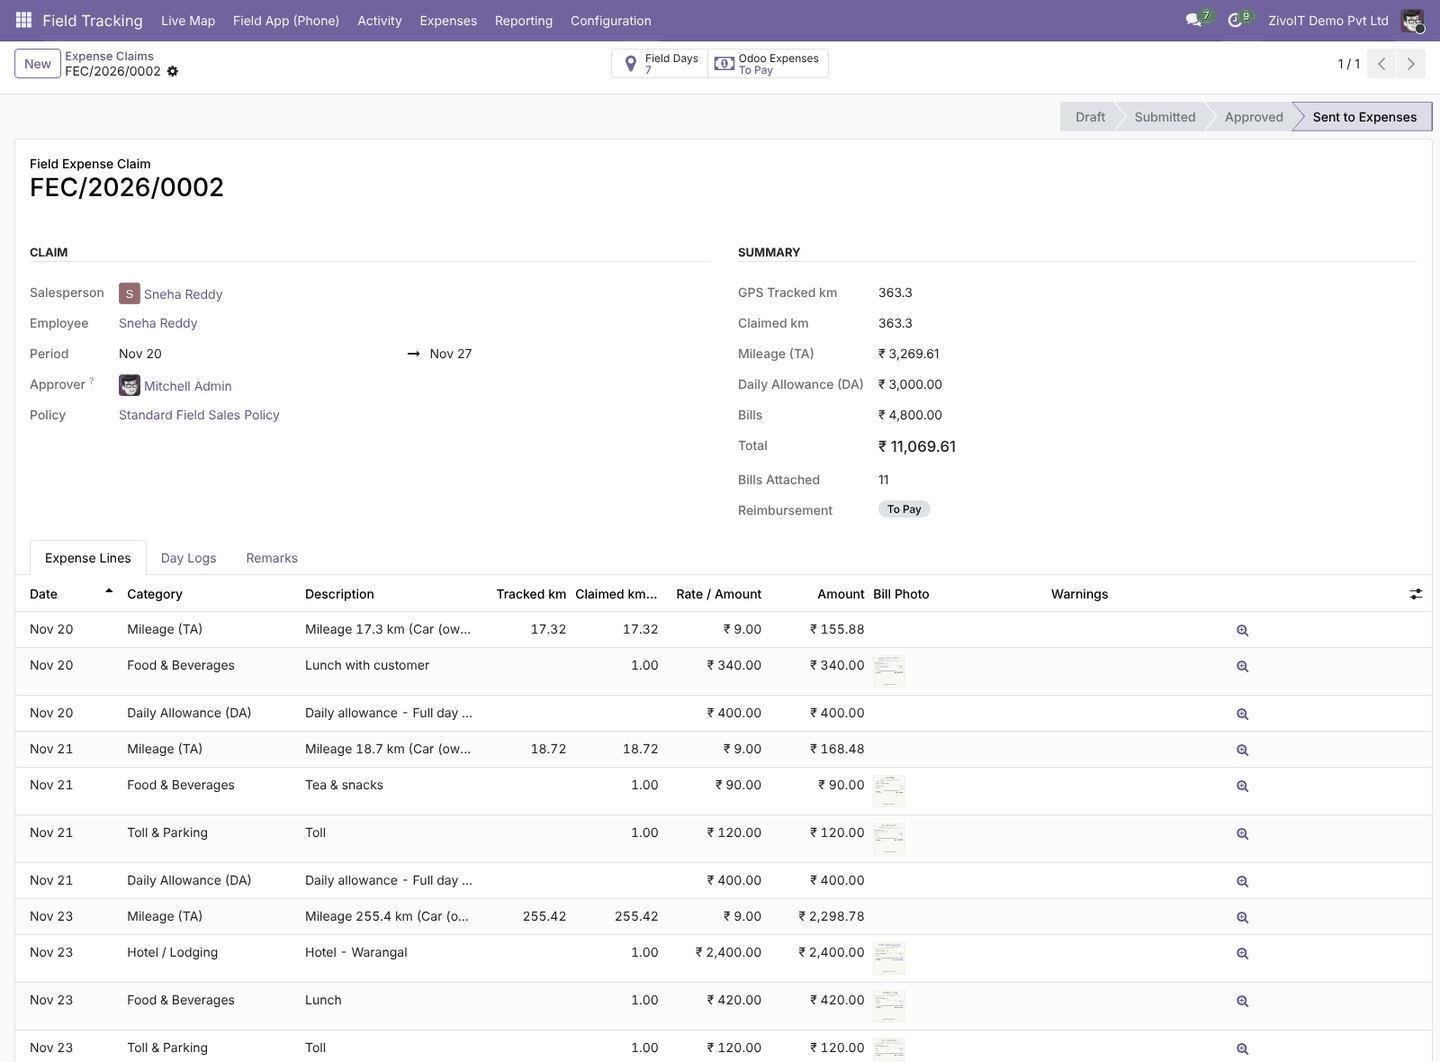 Field Tracking Live Map Field App (Phone) Activity Expenses Reporting Configuration 7 9 ZivoIT Demo Pvt Ltd
New Expense Claims
FEC/2026/0002
Field Days
7
Odoo Expenses
To Pay
1 / 1
Draft Submitted Approved Sent to Expenses
Field Expense Claim
FEC/2026/0002
CLAIM
Salesperson S Sneha Reddy
Employee Sneha Reddy
Period Nov 20 → Nov 27
Approver ? Mitchell Admin
Policy Standard Field Sales Policy
SUMMARY
GPS Tracked km 363.3
Claimed km 363.3
Mileage (TA) ₹ 3,269.61
Daily Allowance (DA) ₹ 3,000.00
Bills ₹ 4,800.00
Total ₹ 11,069.61
Bills Attached 11
Reimbursement To Pay
Expense Lines Day Logs Remarks
Date Category Description Tracked km Claimed km... Rate / Amount Amount Bill Photo Warnings
Nov 20 Mileage (TA) Mileage 17.3 km (Car (ow... 17.32 17.32 ₹ 9.00 ₹ 155.88
Nov 20 Food & Beverages Lunch with customer 1.00 ₹ 340.00 ₹ 340.00
Nov 20 Daily Allowance (DA) Daily allowance - Full day ... ₹ 400.00 ₹ 400.00
Nov 21 Mileage (TA) Mileage 18.7 km (Car (ow... 18.72 18.72 ₹ 9.00 ₹ 168.48
Nov 21 Food & Beverages Tea & snacks 1.00 ₹ 90.00 ₹ 90.00
Nov 21 Toll & Parking Toll 1.00 ₹ 120.00 ₹ 120.00
Nov 21 Daily Allowance (DA) Daily allowance - Full day ... ₹ 400.00 ₹ 400.00
Nov 23 Mileage (TA) Mileage 255.4 km (Car (o... 255.42 255.42 ₹ 9.00 ₹ 2,298.78
Nov 23 Hotel / Lodging Hotel - Warangal 1.00 ₹ 2,400.00 ₹ 2,400.00
Nov 23 Food & Beverages Lunch 1.00 ₹ 420.00 ₹ 420.00
Nov 23 Toll & Parking Toll 1.00 ₹ 120.00 ₹ 120.00